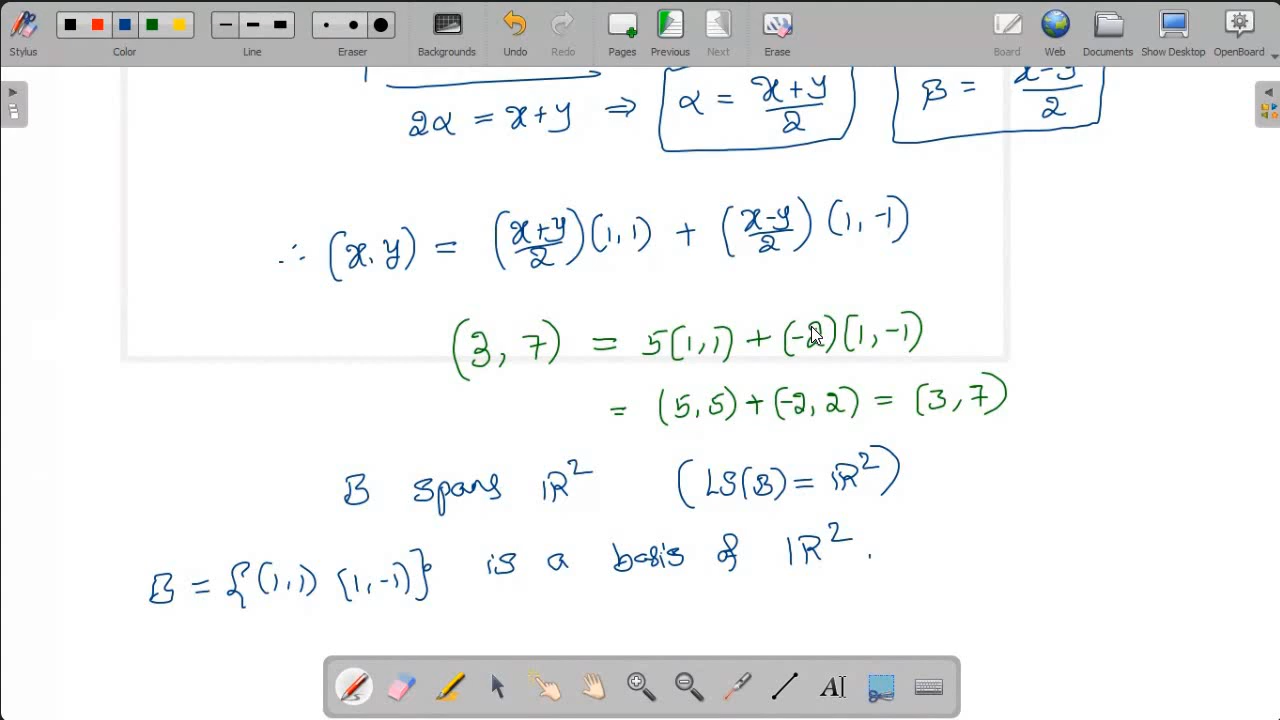 Stylus Color Line Eraser Backgrounds Undo Redo Pages Previous Next Erase Board Web Documents Show Desktop OpenBoard
2α = x+y ⇒ α = x+y/2 β = x-y/2
∴ (x, y) = (x+y/2)(1,1) + (x-y/2)(1,-1)
(3, 7) = 5(1,1) + (-2)(1,-1)
= (5,5) + (-2,2) = (3,7)
B spans ℝ² (LS(B) = ℝ²)
B = {(1,1) (1,-1)} is a basis of ℝ².